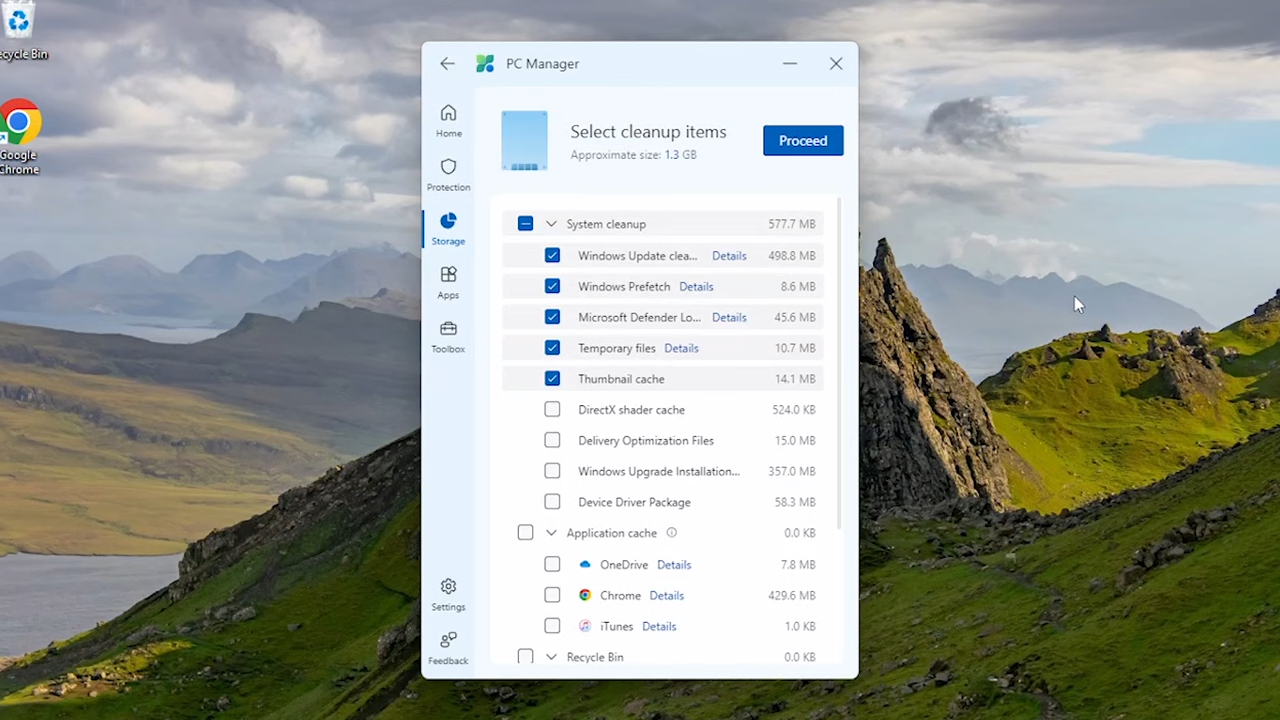 ecycle Bin
Google
Chrome
PC Manager
Home
Protection
Storage
Apps
Toolbox
Settings
Feedback
Select cleanup items
Approximate size: 1.3 GB
Proceed
System cleanup 577.7 MB
Windows Update clea... Details 498.8 MB
Windows Prefetch Details 8.6 MB
Microsoft Defender Lo... Details 45.6 MB
Temporary files Details 10.7 MB
Thumbnail cache 14.1 MB
DirectX shader cache 524.0 KB
Delivery Optimization Files 15.0 MB
Windows Upgrade Installation... 357.0 MB
Device Driver Package 58.3 MB
Application cache 0.0 KB
OneDrive Details 7.8 MB
Chrome Details 429.6 MB
iTunes Details 1.0 KB
Recycle Bin 0.0 KB